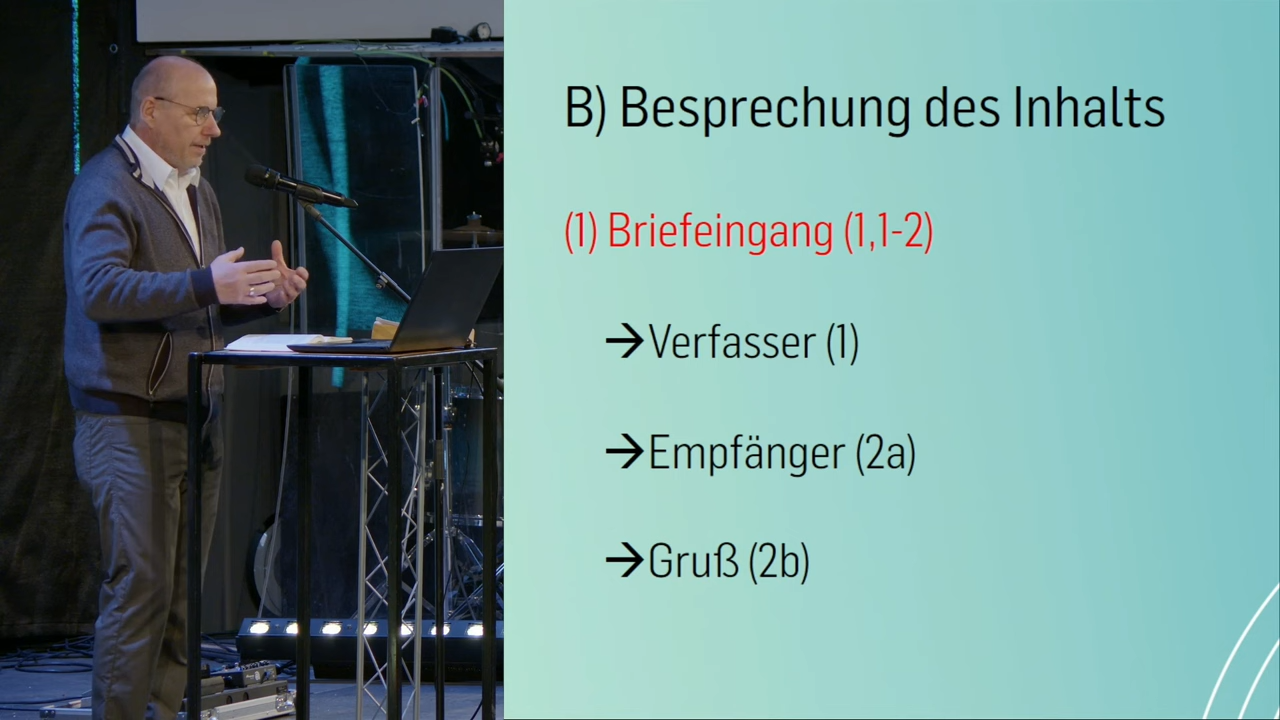 B) Besprechung des Inhalts
(1) Briefeingang (1,1-2)
→Verfasser (1)
→Empfänger (2a)
→Gruß (2b)